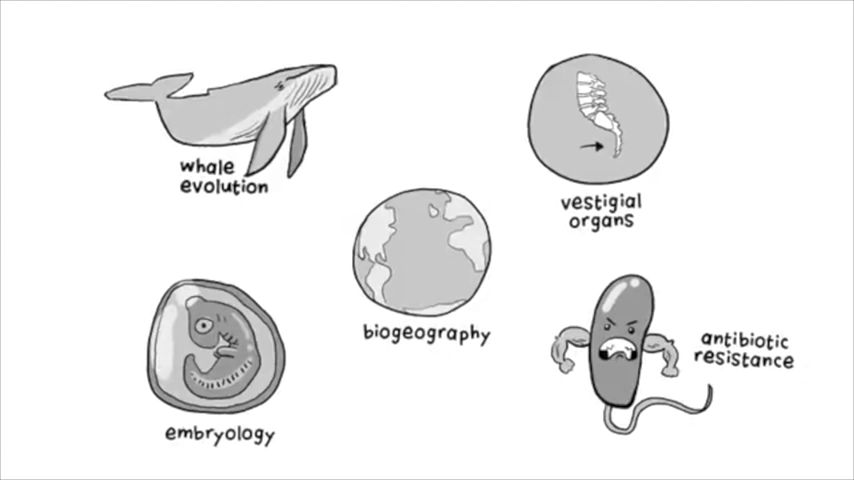 whale
evolution
vestigial
organs
biogeography
antibiotic
resistance
embryology